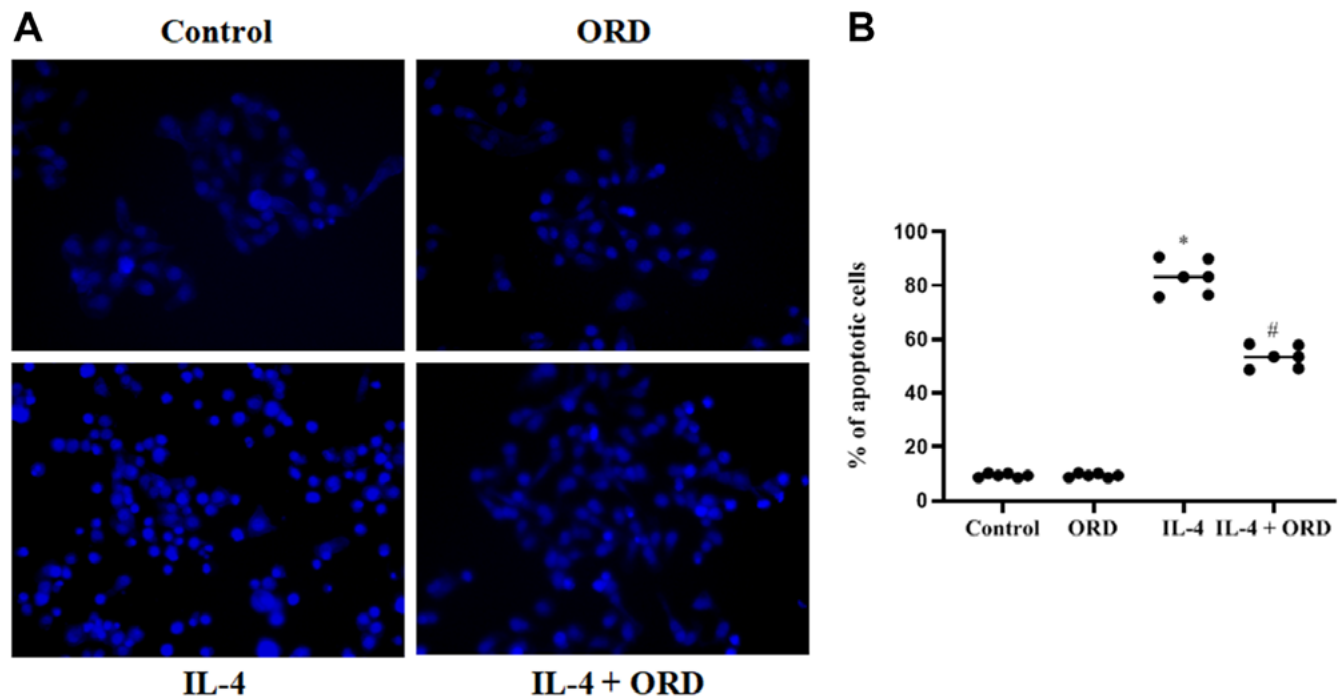 A
Control
ORD
IL-4
IL-4 + ORD
B
% of apoptotic cells
100
80
60
40
20
0
*
#
Control
ORD
IL-4
IL-4 + ORD